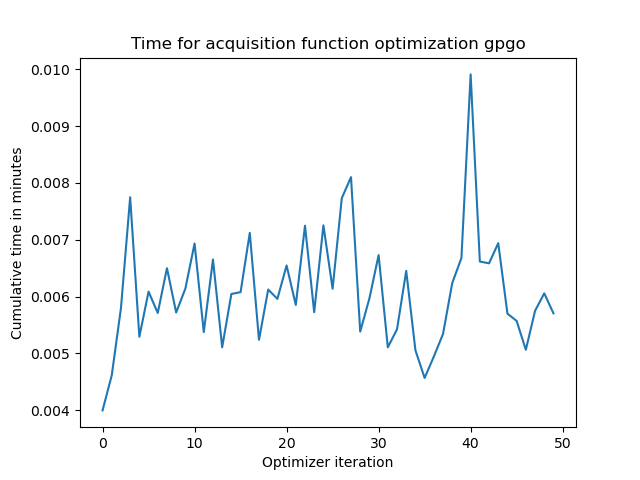 Time for acquisition function optimization gpgo
0.010
0.009
0.008
0.007
0.006
0.005
0.004
Cumulative time in minutes
0 10 20 30 40 50
Optimizer iteration